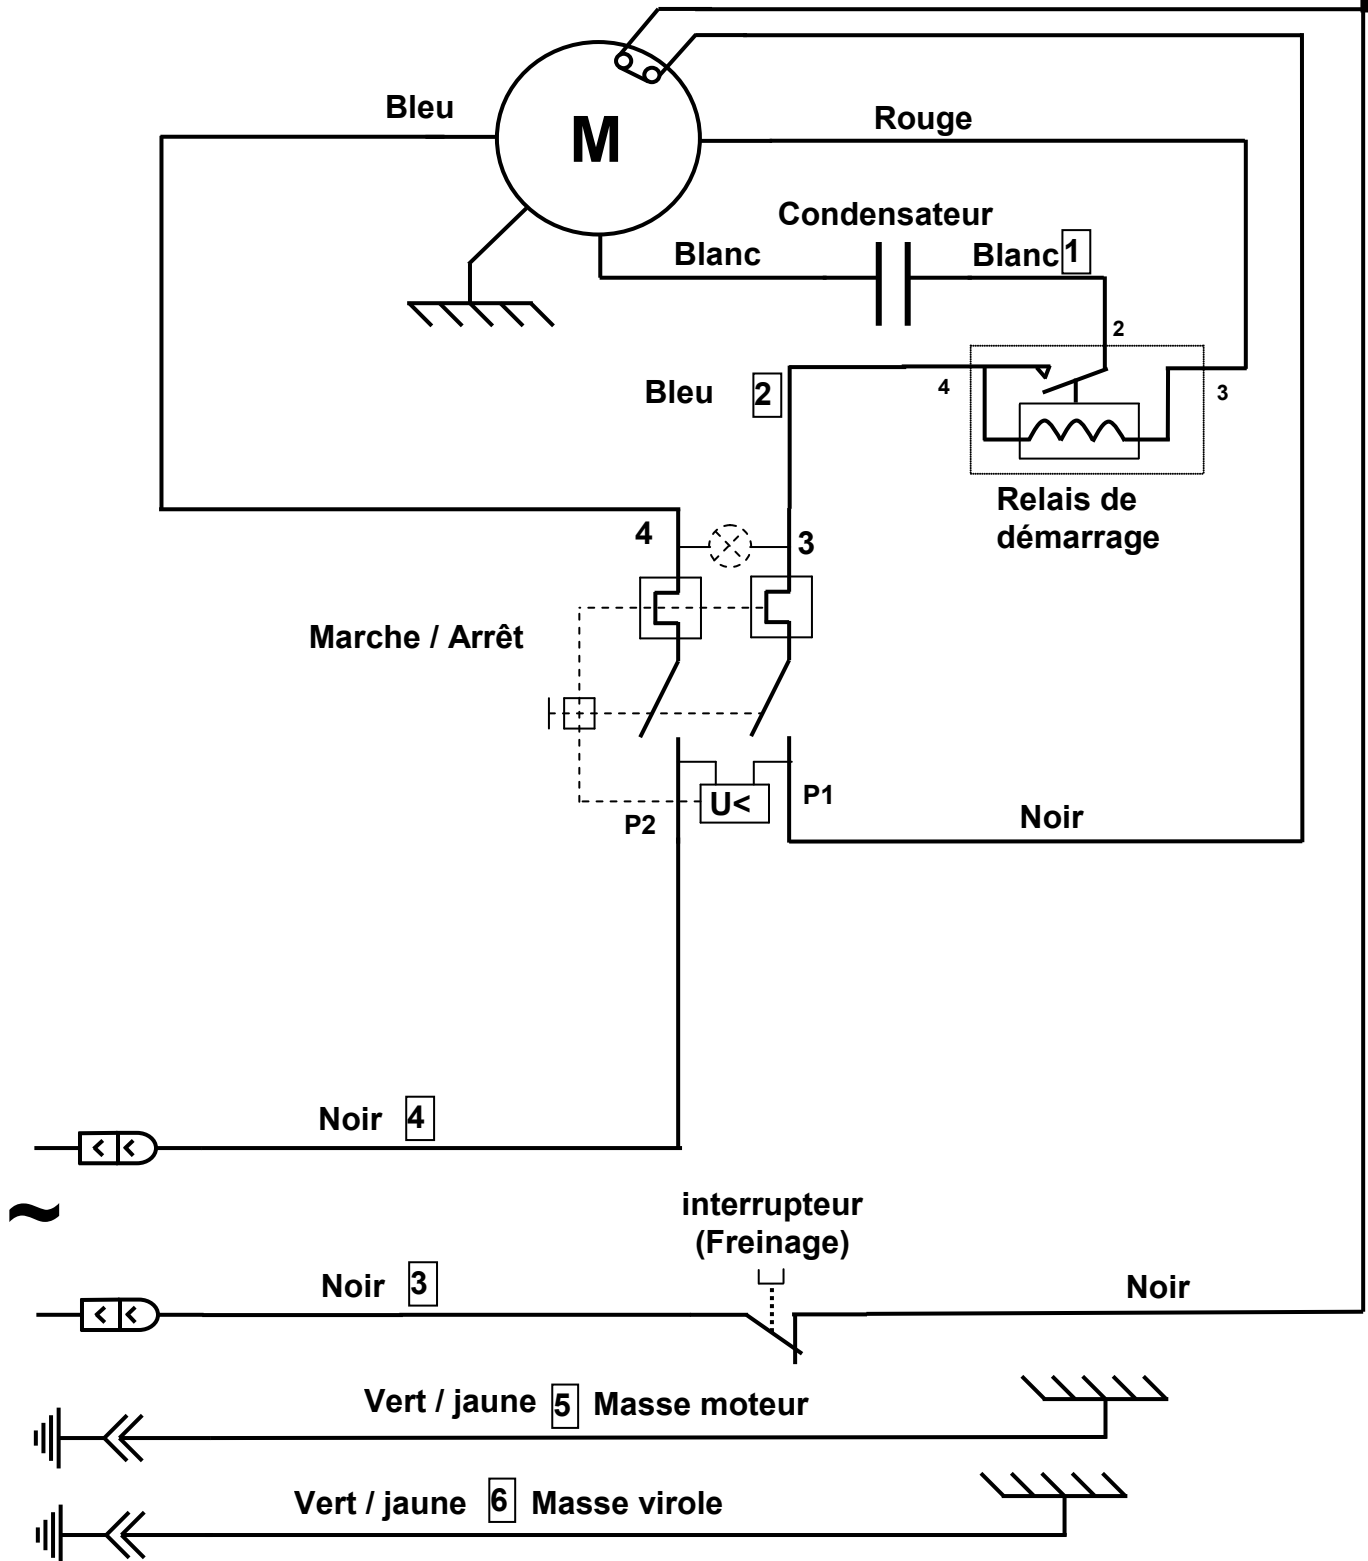 Bleu
M
Rouge
Condensateur
Blanc
Blanc 1
2
Bleu 2
4
3
Relais de
démarrage
4
3
Marche / Arrêt
U<
P1
P2
Noir
Noir 4
~
interrupteur
(Freinage)
Noir 3
Noir
Vert / jaune 5 Masse moteur
Vert / jaune 6 Masse virole